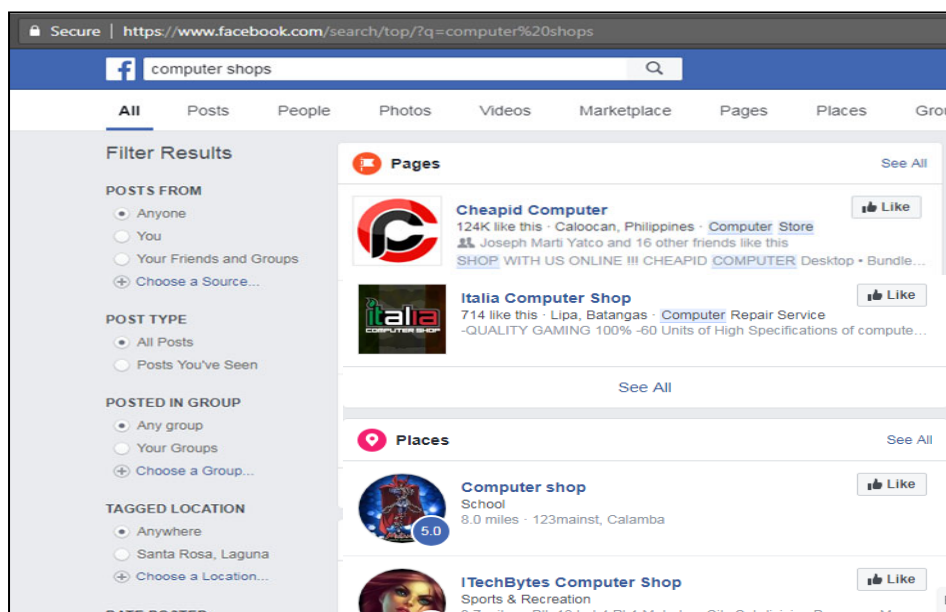 Secure | https://www.facebook.com/search/top/?q=computer%20shops
f computer shops
All Posts People Photos Videos Marketplace Pages Places
Filter Results
POSTS FROM
Anyone
You
Your Friends and Groups
Choose a Source...
POST TYPE
All Posts
Posts You've Seen
POSTED IN GROUP
Any group
Your Groups
Choose a Group...
TAGGED LOCATION
Anywhere
Santa Rosa, Laguna
Choose a Location...
Pages See All
Cheapid Computer Like
124K like this · Caloocan, Philippines · Computer Store
Joseph Marti Yatco and 16 other friends like this
SHOP WITH US ONLINE !!! CHEAPID COMPUTER Desktop • Bundle...
italia
COMPUTER SHOP
Italia Computer Shop Like
714 like this · Lipa, Batangas · Computer Repair Service
-QUALITY GAMING 100% -60 Units of High Specifications of compute...
See All
Places See All
5.0
Computer shop Like
School
8.0 miles · 123mainst, Calamba
ITechBytes Computer Shop Like
Sports & Recreation